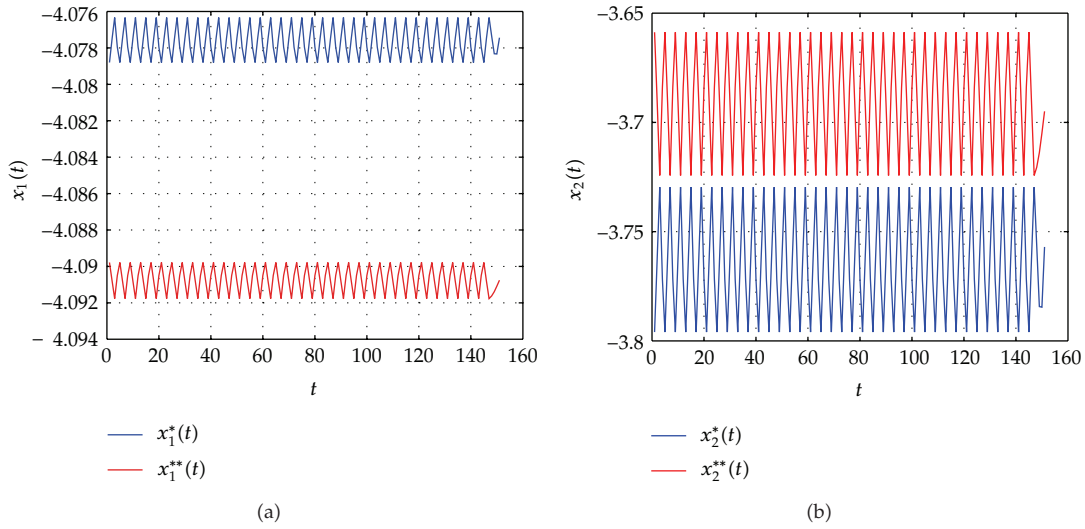 −4.076
−4.078
−4.08
−4.082
−4.084
−4.086
−4.088
−4.09
−4.092
− 4.094
x₁(t)
0 20 40 60 80 100 120 140 160
t
x₁*(t)
x₁**(t)
(a)
−3.65
−3.7
−3.75
−3.8
x₂(t)
0 20 40 60 80 100 120 140 160
t
x₂*(t)
x₂**(t)
(b)